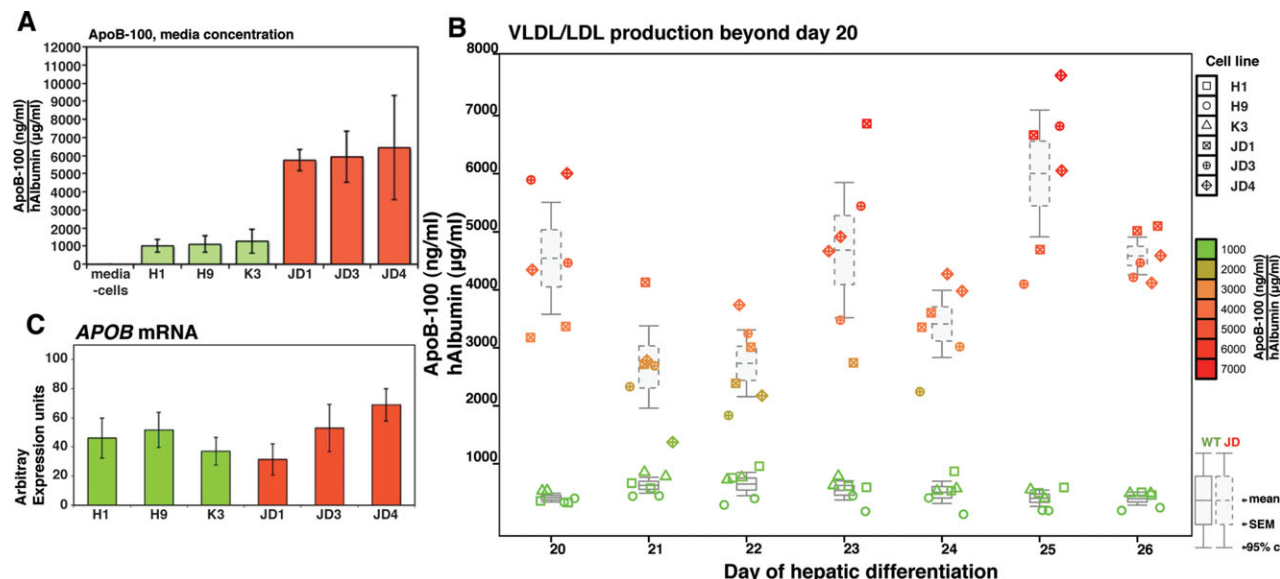 A
ApoB-100, media concentration
ApoB-100 (ng/ml)
hAlbumin (µg/ml)
12000
11000
10000
9000
8000
7000
6000
5000
4000
3000
2000
1000
0
media
-cells
H1
H9
K3
JD1
JD3
JD4
C
APOB mRNA
Arbitray
Expression units
100
80
60
40
20
0
H1
H9
K3
JD1
JD3
JD4
B
VLDL/LDL production beyond day 20
ApoB-100 (ng/ml)
hAlbumin (µg/ml)
8000
7000
6000
5000
4000
3000
2000
1000
20
21
22
23
24
25
26
Day of hepatic differentiation
Cell line
H1
H9
K3
JD1
JD3
JD4
1000
2000
3000
4000
5000
6000
7000
ApoB-100 (ng/ml)
hAlbumin (µg/ml)
WT JD
mean
SEM
95% c